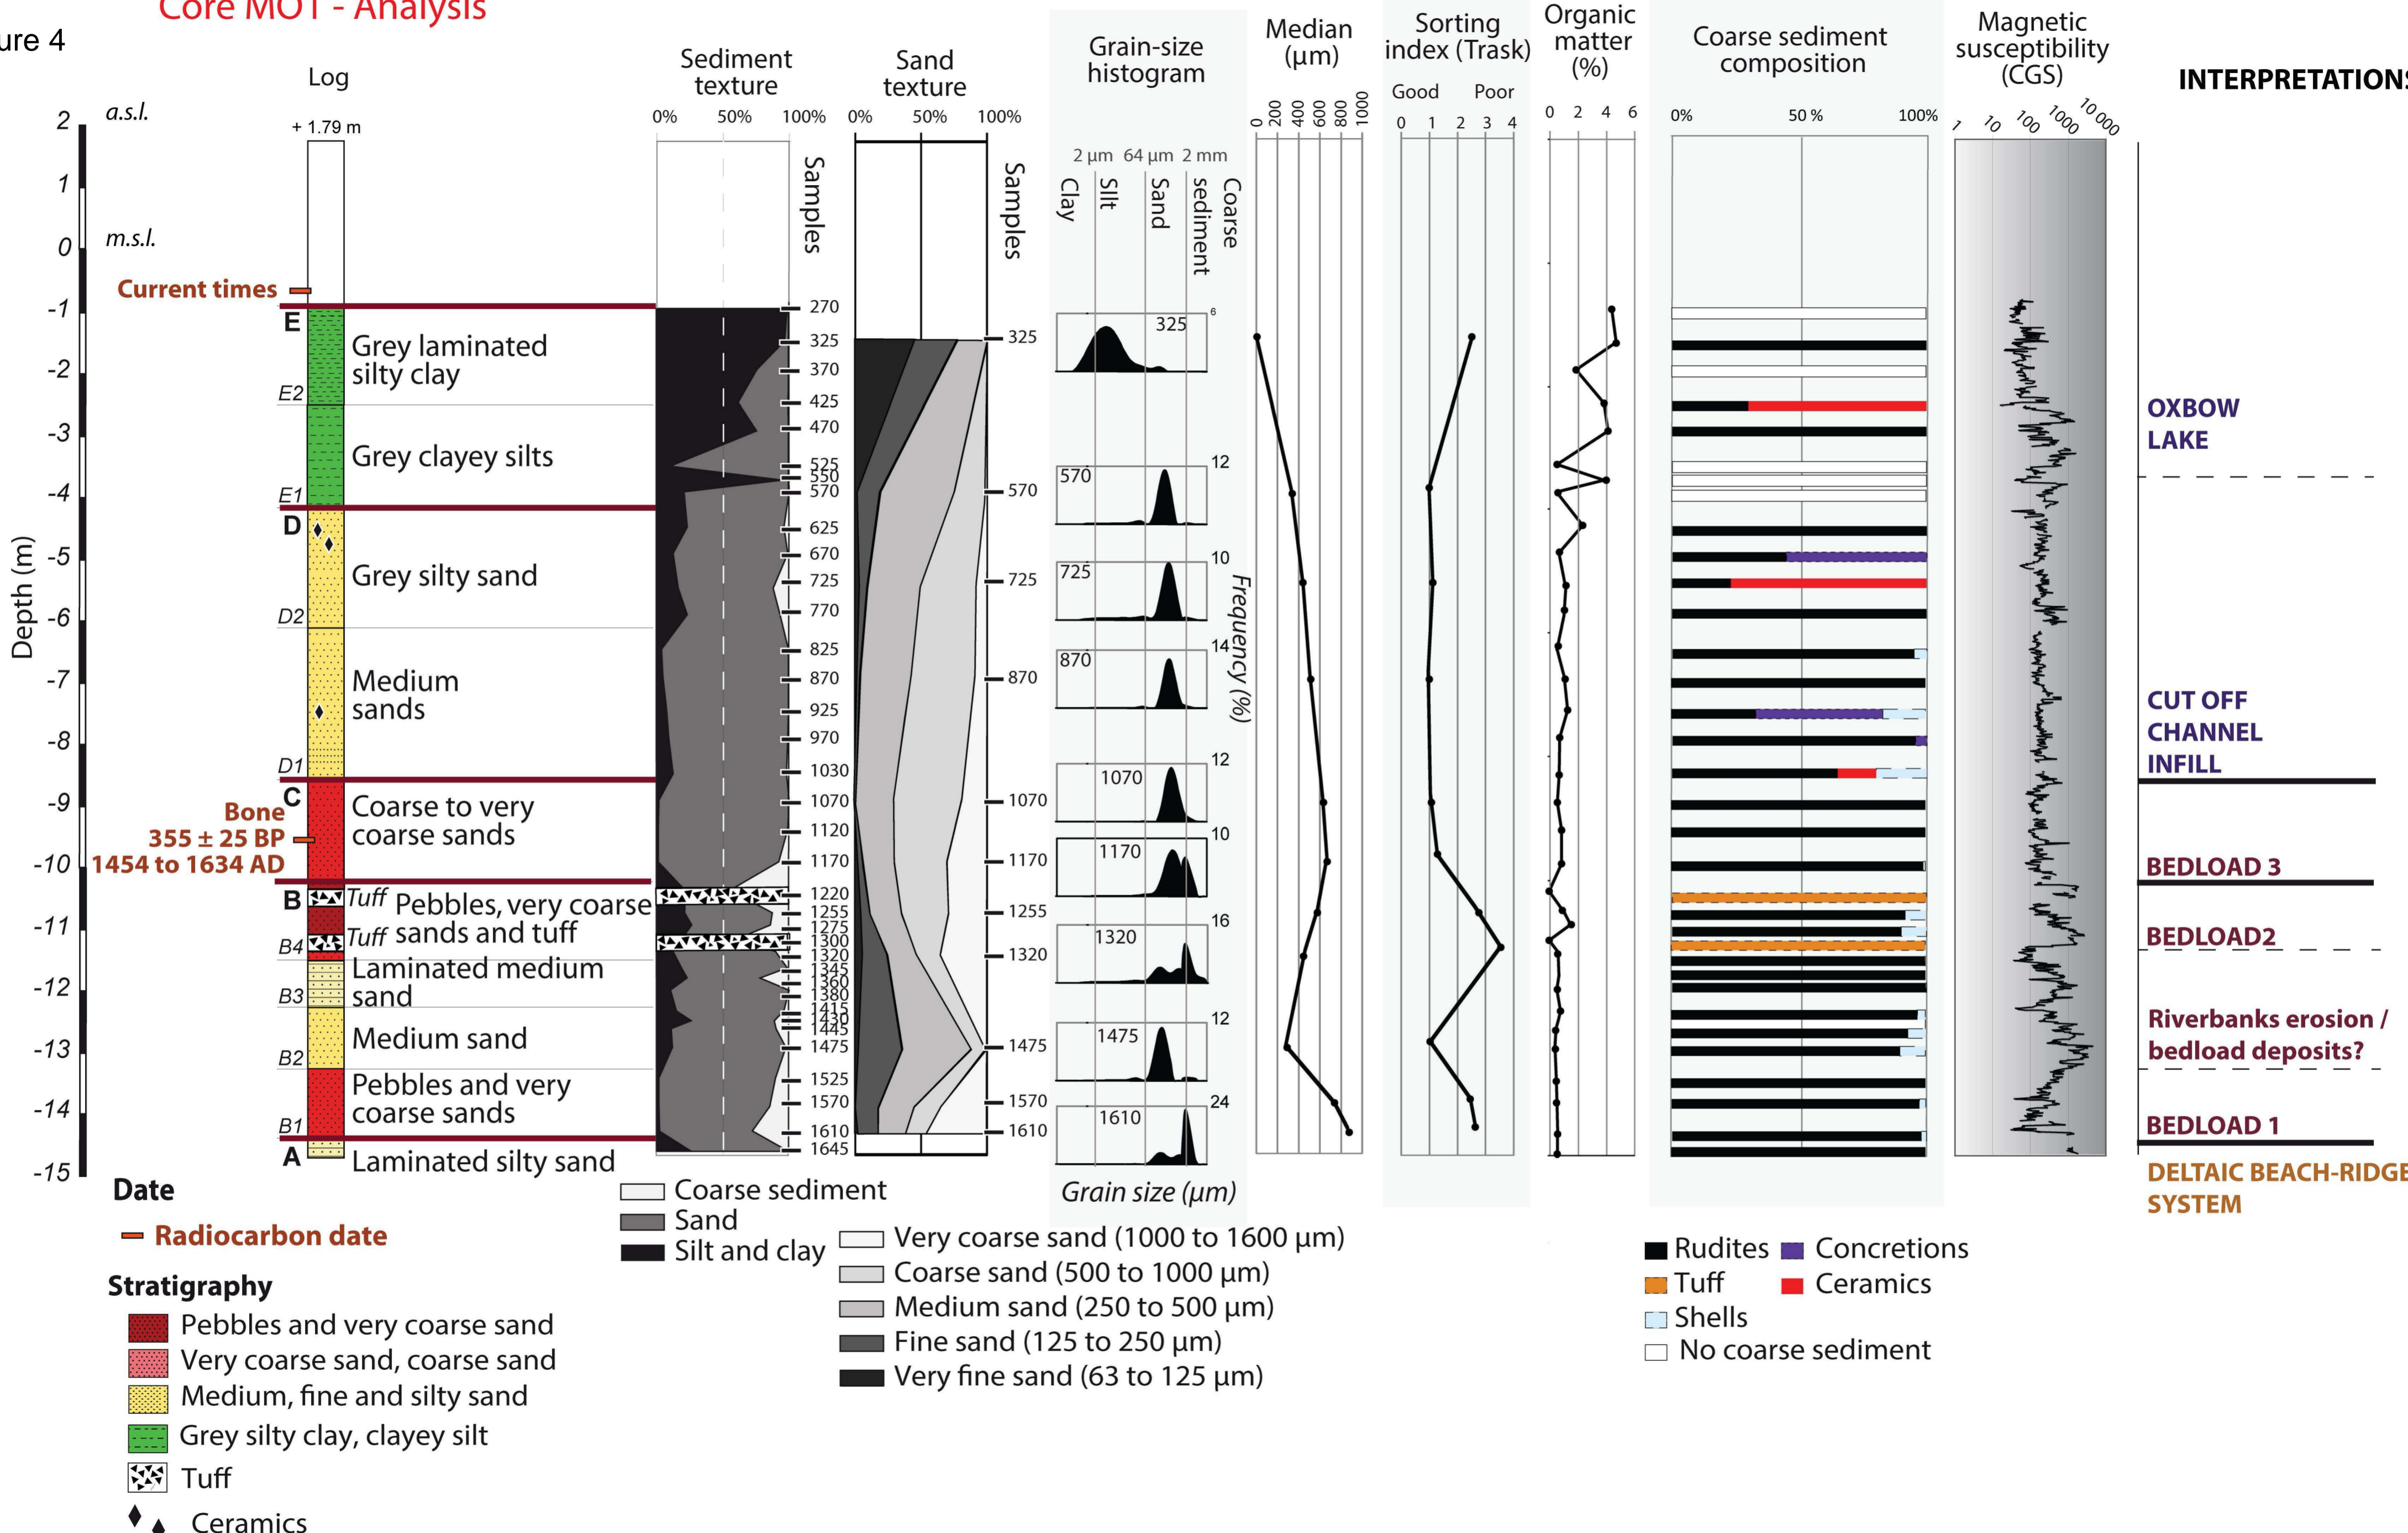 Core MO1 - Analysis
ure 4
Log
+ 1.79 m
a.s.l.
m.s.l.
Depth (m)
2
1
0
-1
-2
-3
-4
-5
-6
-7
-8
-9
-10
-11
-12
-13
-14
-15
Current times
Bone
355 ± 25 BP
1454 to 1634 AD
E
E2
Grey laminated
silty clay
E1
Grey clayey silts
D
D2
Grey silty sand
D1
Medium
sands
C
Coarse to very
coarse sands
B
Tuff
Tuff
B4
Pebbles, very coarse
sands and tuff
B3
Laminated medium
sand
B2
Medium sand
B1
Pebbles and very
coarse sands
A
Laminated silty sand
Sediment
texture
0% 50% 100%
Samples
270
325
370
425
470
525
550
570
625
670
725
770
825
870
925
970
1030
1070
1120
1170
1220
1255
1275
1300
1320
1345
1360
1380
1415
1430
1445
1475
1525
1570
1610
1645
Sand
texture
0% 50% 100%
Samples
325
570
725
870
1070
1170
1255
1320
1475
1570
1610
Grain-size
histogram
2 µm 64 µm 2 mm
Clay
SIlt
Sand
Coarse
sediment
325 6
570 12
725 10
870 14
1070 12
1170 10
1320 16
1475 12
1610 24
Frequency (%)
Grain size (µm)
Median
(µm)
0 200 400 600 800 1000
Sorting
index (Trask)
Good Poor
0 1 2 3 4
Organic
matter
(%)
0 2 4 6
Coarse sediment
composition
0% 50 % 100%
Magnetic
susceptibility
(CGS)
1 10 100 1000 10 000
INTERPRETATIONS
OXBOW
LAKE
CUT OFF
CHANNEL
INFILL
BEDLOAD 3
BEDLOAD2
Riverbanks erosion /
bedload deposits?
BEDLOAD 1
DELTAIC BEACH-RIDGE
SYSTEM
Date
Radiocarbon date
Stratigraphy
Pebbles and very coarse sand
Very coarse sand, coarse sand
Medium, fine and silty sand
Grey silty clay, clayey silt
Tuff
Ceramics
Coarse sediment
Sand
Silt and clay
Very coarse sand (1000 to 1600 µm)
Coarse sand (500 to 1000 µm)
Medium sand (250 to 500 µm)
Fine sand (125 to 250 µm)
Very fine sand (63 to 125 µm)
Rudites
Concretions
Tuff
Ceramics
Shells
No coarse sediment